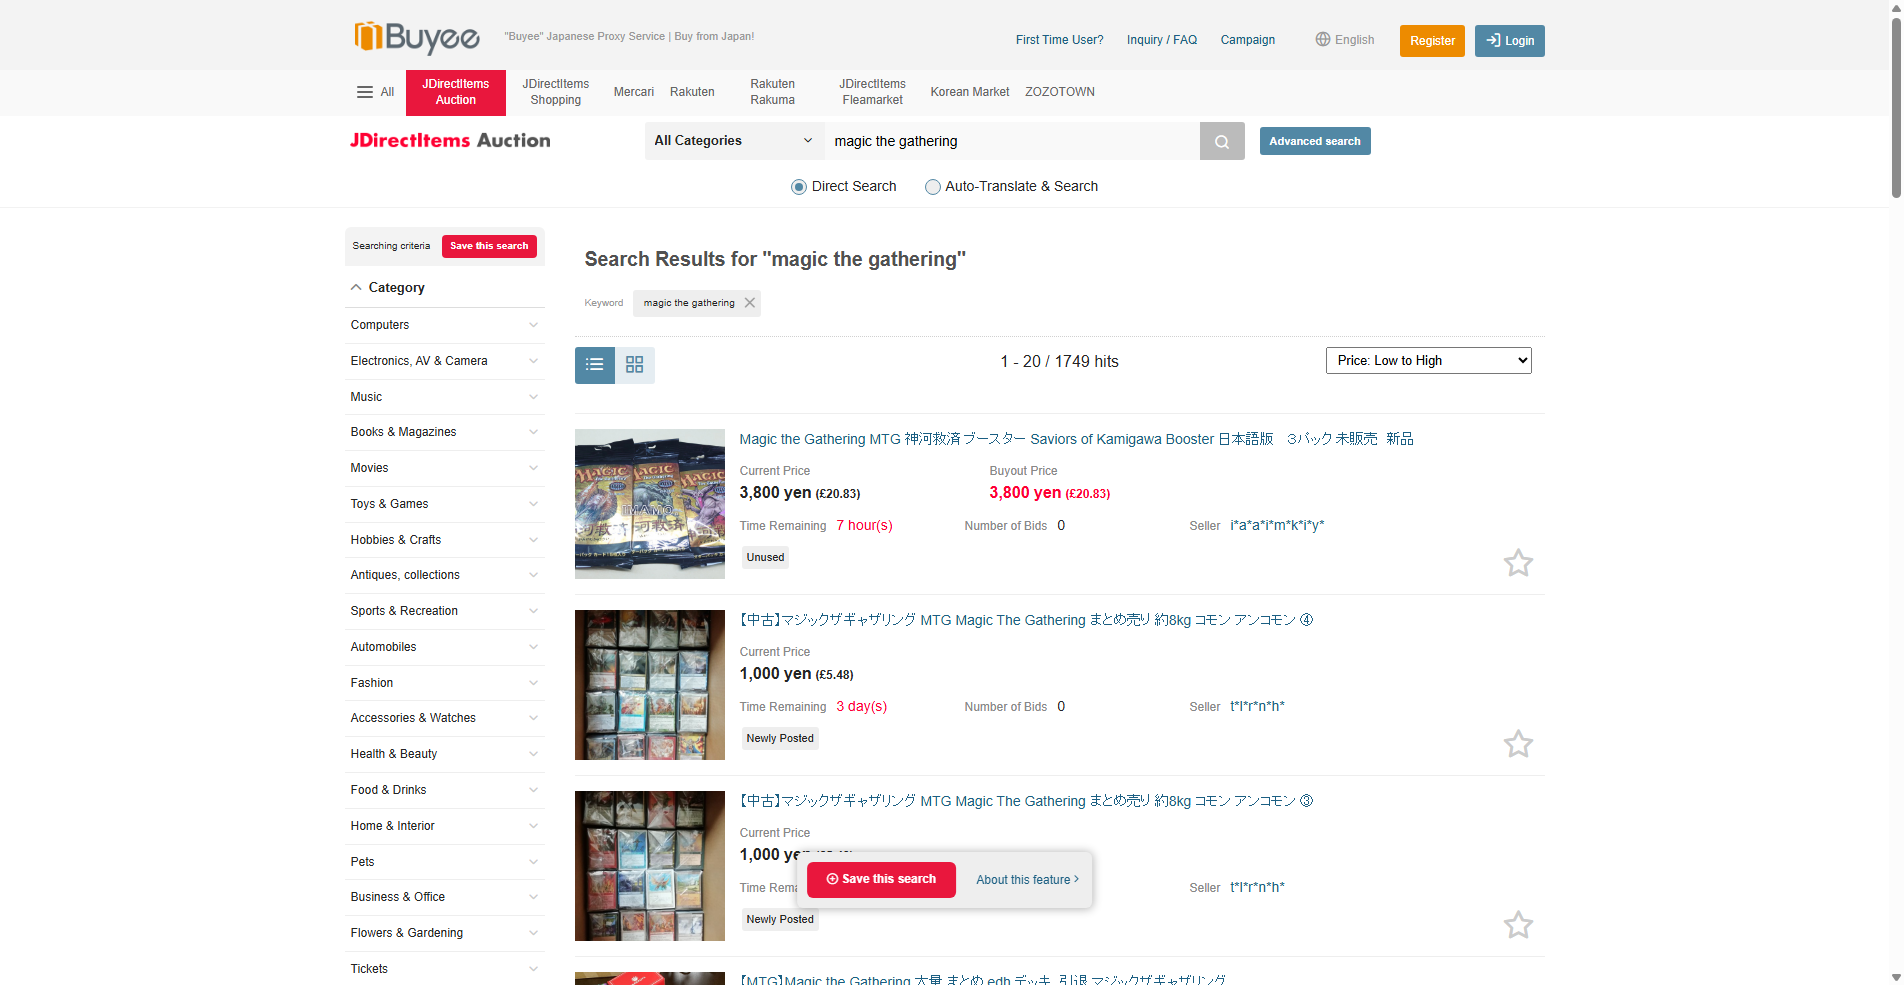 Buyee
"Buyee" Japanese Proxy Service | Buy from Japan!
First Time User?
Inquiry / FAQ
Campaign
English
Register
Login
All
JDirectItems Auction
JDirectItems Shopping
Mercari
Rakuten
Rakuten Rakuma
JDirectItems Fleamarket
Korean Market
ZOZOTOWN
JDirectItems Auction
All Categories
magic the gathering
Advanced search
Direct Search
Auto-Translate & Search
Searching criteria
Save this search
Category
Computers
Electronics, AV & Camera
Music
Books & Magazines
Movies
Toys & Games
Hobbies & Crafts
Antiques, collections
Sports & Recreation
Automobiles
Fashion
Accessories & Watches
Health & Beauty
Food & Drinks
Home & Interior
Pets
Business & Office
Flowers & Gardening
Tickets
Search Results for "magic the gathering"
Keyword
magic the gathering
1 - 20 / 1749 hits
Price: Low to High
Magic the Gathering MTG 神河救済 ブースター Saviors of Kamigawa Booster 日本語版　3パック 未販売　新品
Current Price
3,800 yen (£20.83)
Buyout Price
3,800 yen (£20.83)
Time Remaining 7 hour(s)
Number of Bids 0
Seller i*a*a*i*m*k*i*y*
Unused
【中古】マジックザギャザリング MTG Magic The Gathering まとめ売り 約8kg コモン アンコモン ④
Current Price
1,000 yen (£5.48)
Time Remaining 3 day(s)
Number of Bids 0
Seller t*l*r*n*h*
Newly Posted
【中古】マジックザギャザリング MTG Magic The Gathering まとめ売り 約8kg コモン アンコモン ③
Current Price
1,000
Seller t*l*r*n*h*
Newly Posted
Save this search
About this feature
【MTG】Magic the Gathering 大量 まとめ edh デッキ 引退 マジックザギャザリング